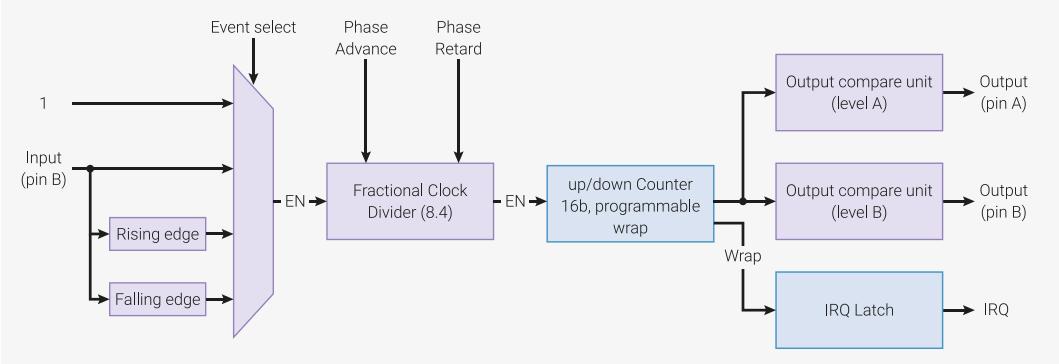 Event select
Phase
Advance
Phase
Retard
1
Input
(pin B)
Rising edge
Falling edge
EN
Fractional Clock
Divider (8.4)
EN
up/down Counter
16b, programmable
wrap
Wrap
Output compare unit
(level A)
Output
(pin A)
Output compare unit
(level B)
Output
(pin B)
IRQ Latch
IRQ